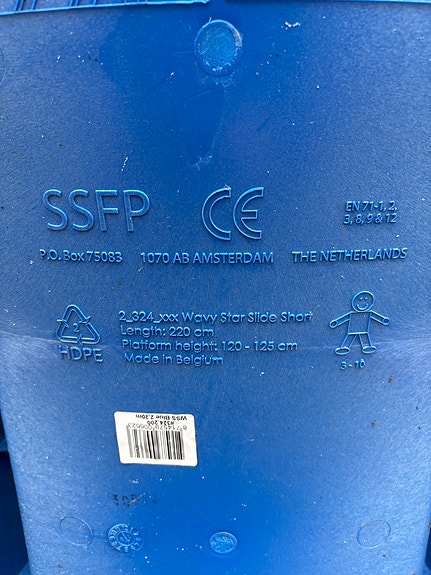 SSFP
CE
EN 71-1, 2,
3, 8, 9 & 12
P.O. Box 75083 1070 AB AMSTERDAM THE NETHERLANDS
2
HDPE
2_324_xxx Wavy Star Slide Short
Length: 220 cm
Platform height: 120 - 125 cm
Made in Belgium
3 - 10
WSS Blue 2.20m
#324 200